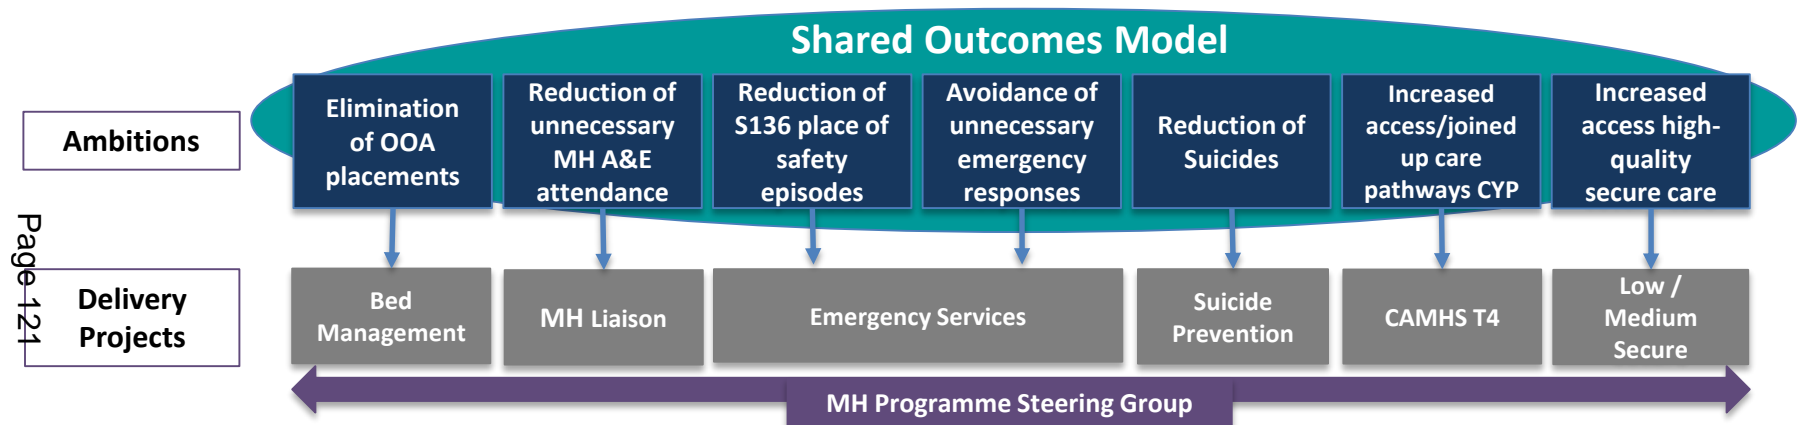 Shared Outcomes Model
Ambitions
Elimination
of OOA
placements
Reduction of
unnecessary
MH A&E
attendance
Reduction of
S136 place of
safety
episodes
Avoidance of
unnecessary
emergency
responses
Reduction of
Suicides
Increased
access/joined
up care
pathways CYP
Increased
access high-
quality
secure care
Page 121
Delivery
Projects
Bed
Management
MH Liaison
Emergency Services
Suicide
Prevention
CAMHS T4
Low /
Medium
Secure
MH Programme Steering Group